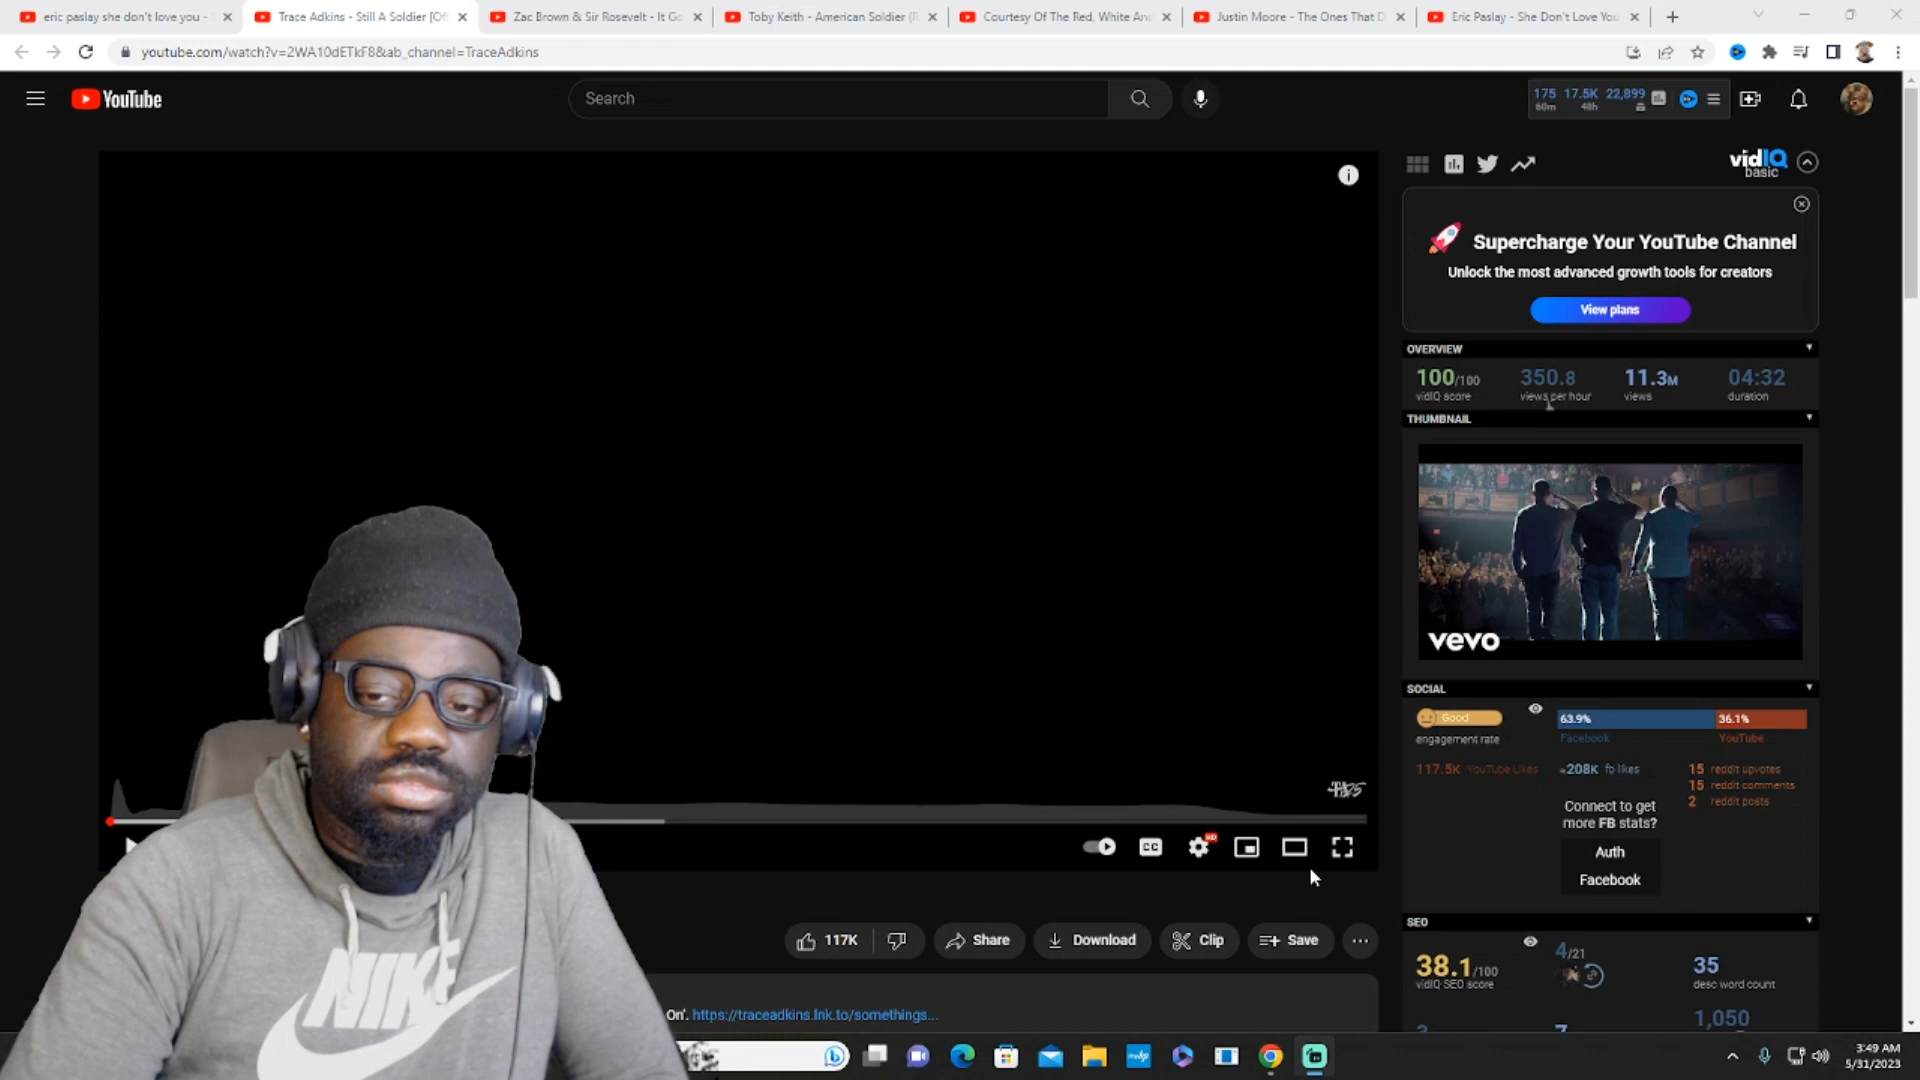 eric paslay she don't love you -
Trace Adkins - Still A Soldier [Of
Zac Brown & Sir Rosevelt - It Go
Toby Keith - American Soldier
Courtesy Of The Red, White An
Justin Moore - The Ones That D
Eric Paslay - She Don't Love You
youtube.com/watch?v=2WA10dETkF8&ab_channel=TraceAdkins
YouTube
Search
175 17.5K 22,899
60m 48h
vidIQ
basic
Supercharge Your YouTube Channel
Unlock the most advanced growth tools for creators
View plans
OVERVIEW
100/100 350.8 11.3M 04:32
vidIQ score views per hour views duration
THUMBNAIL
vevo
SOCIAL
Good 63.9% 36.1%
engagement rate Facebook YouTube
117.5K YouTube Likes ≈208K fb likes 15 reddit upvotes
15 reddit comments
2 reddit posts
Connect to get
more FB stats?
Auth
Facebook
CC
HD
117K Share Download Clip Save
SEO
38.1/100 4/21 35
vidIQ SEO score desc word count
1,050
On'. https://traceadkins.lnk.to/somethings...
NIKE
3:49 AM
5/31/2023